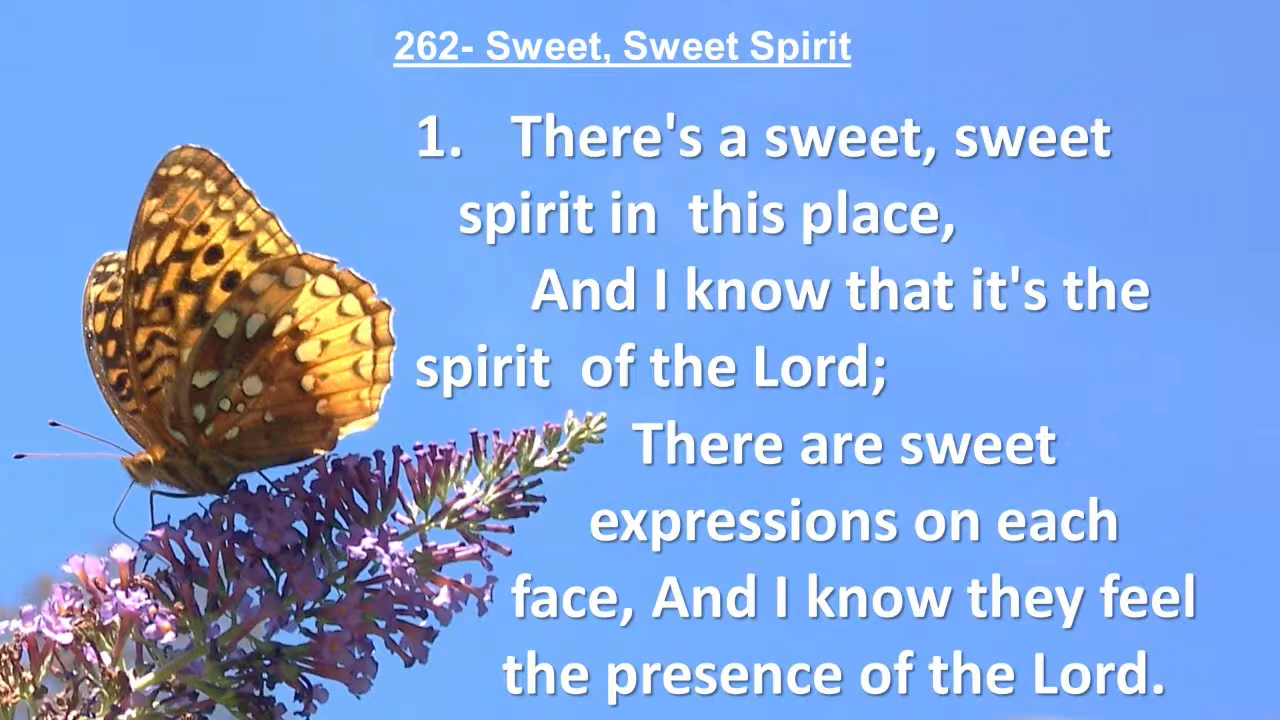 262- Sweet, Sweet Spirit
1. There's a sweet, sweet
spirit in this place,
And I know that it's the
spirit of the Lord;
There are sweet
expressions on each
face, And I know they feel
the presence of the Lord.